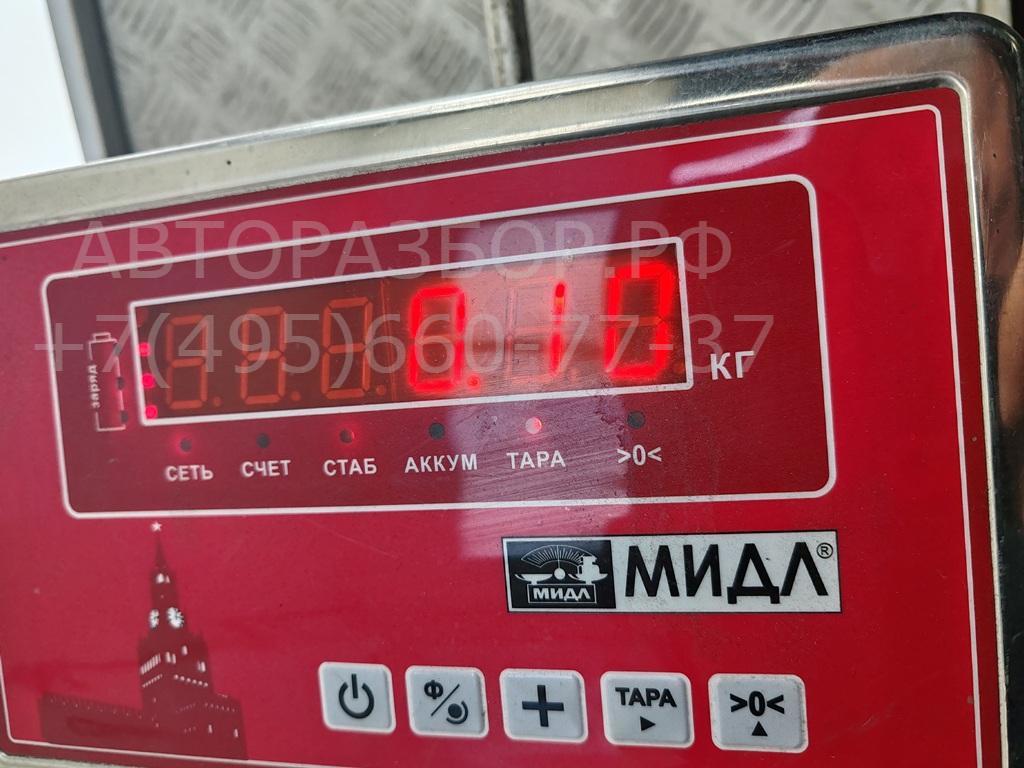 АВТОРАЗБОР.РФ
+7(495)660-77-37
0.10
КГ
заряд
СЕТЬ СЧЕТ СТАБ АККУМ ТАРА >0<
МИДЛ МИДЛ®
Ф/ + ТАРА >0<